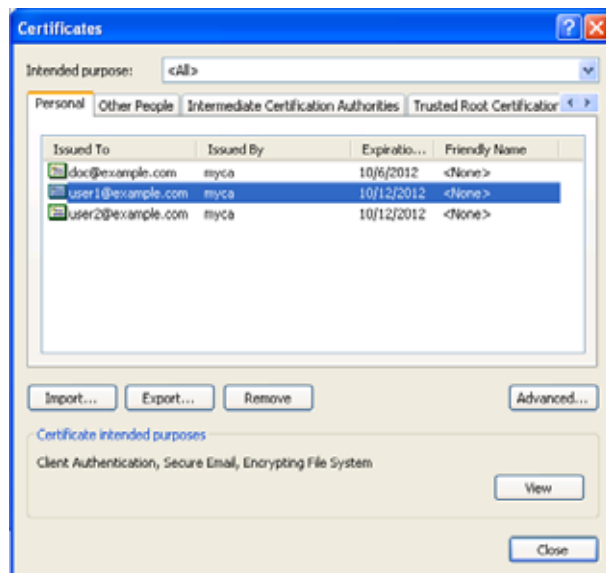 Certificates
Intended purpose: <All>
Personal Other People Intermediate Certification Authorities Trusted Root Certification
Issued To Issued By Expiratio... Friendly Name
doc@example.com myca 10/6/2012 <None>
user1@example.com myca 10/12/2012 <None>
user2@example.com myca 10/12/2012 <None>
Import... Export... Remove Advanced...
Certificate intended purposes
Client Authentication, Secure Email, Encrypting File System
View
Close